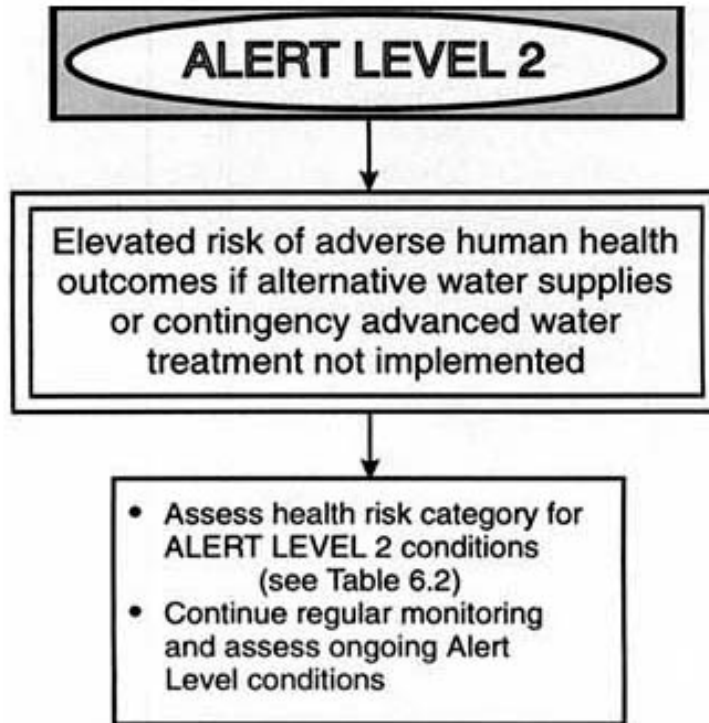 ALERT LEVEL 2
Elevated risk of adverse human health
outcomes if alternative water supplies
or contingency advanced water
treatment not implemented
• Assess health risk category for
ALERT LEVEL 2 conditions
(see Table 6.2)
• Continue regular monitoring
and assess ongoing Alert
Level conditions